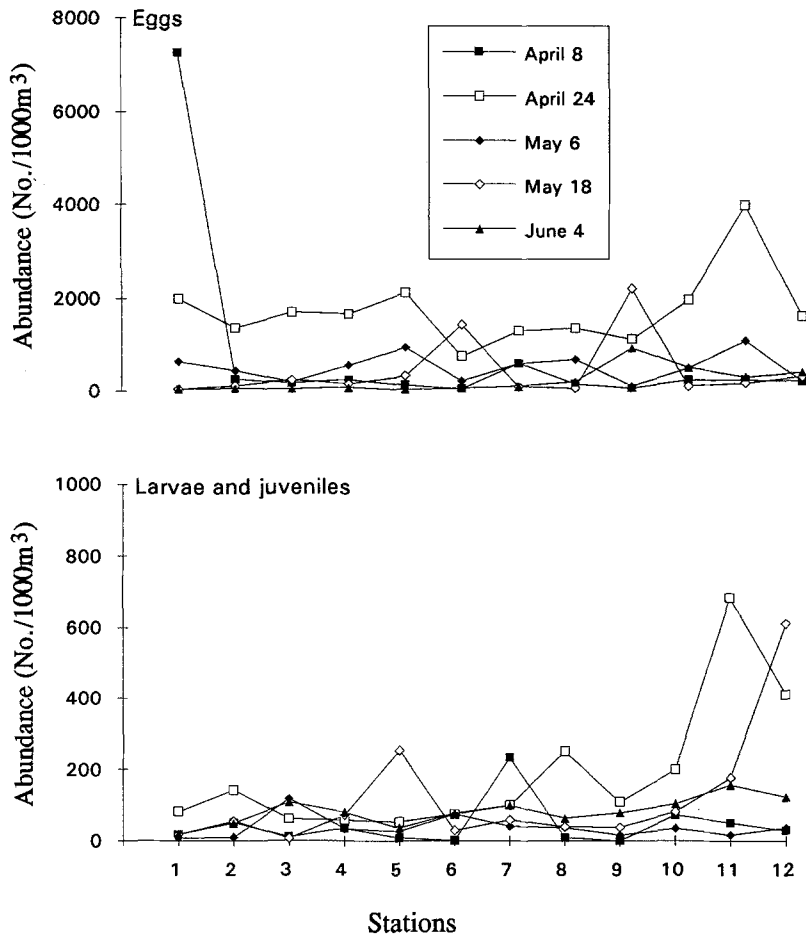 Eggs
8000
6000
4000
2000
0
Abundance (No./1000m³)
April 8
April 24
May 6
May 18
June 4
Larvae and juveniles
1000
800
600
400
200
0
Abundance (No./1000m³)
1 2 3 4 5 6 7 8 9 10 11 12
Stations